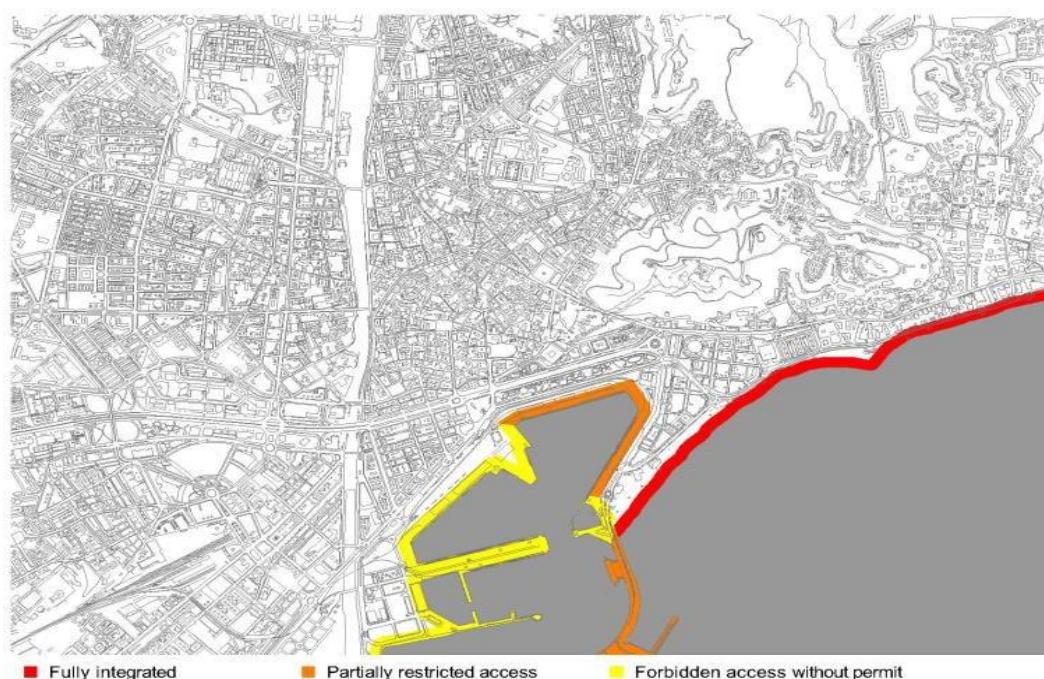 Fully integrated
Partially restricted access
Forbidden access without permit